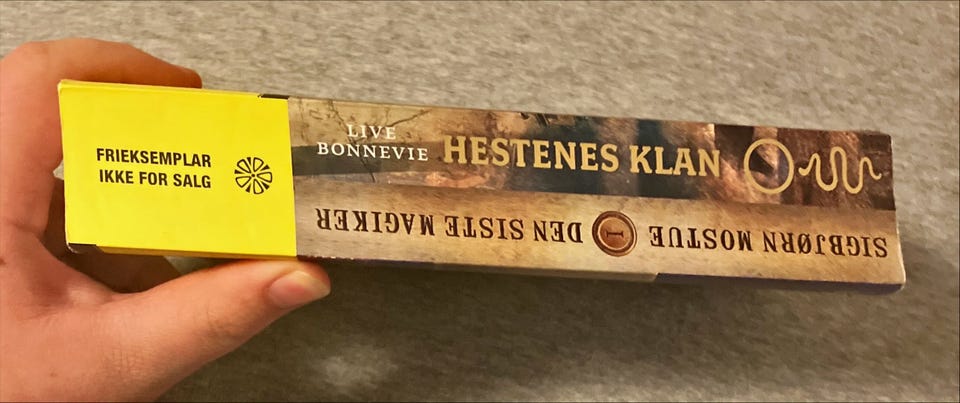 FRIEKSEMPLAR
IKKE FOR SALG
LIVE
BONNEVIE
HESTENES KLAN
SIGBJØRN MOSTUE I DEN SISTE MAGIKER